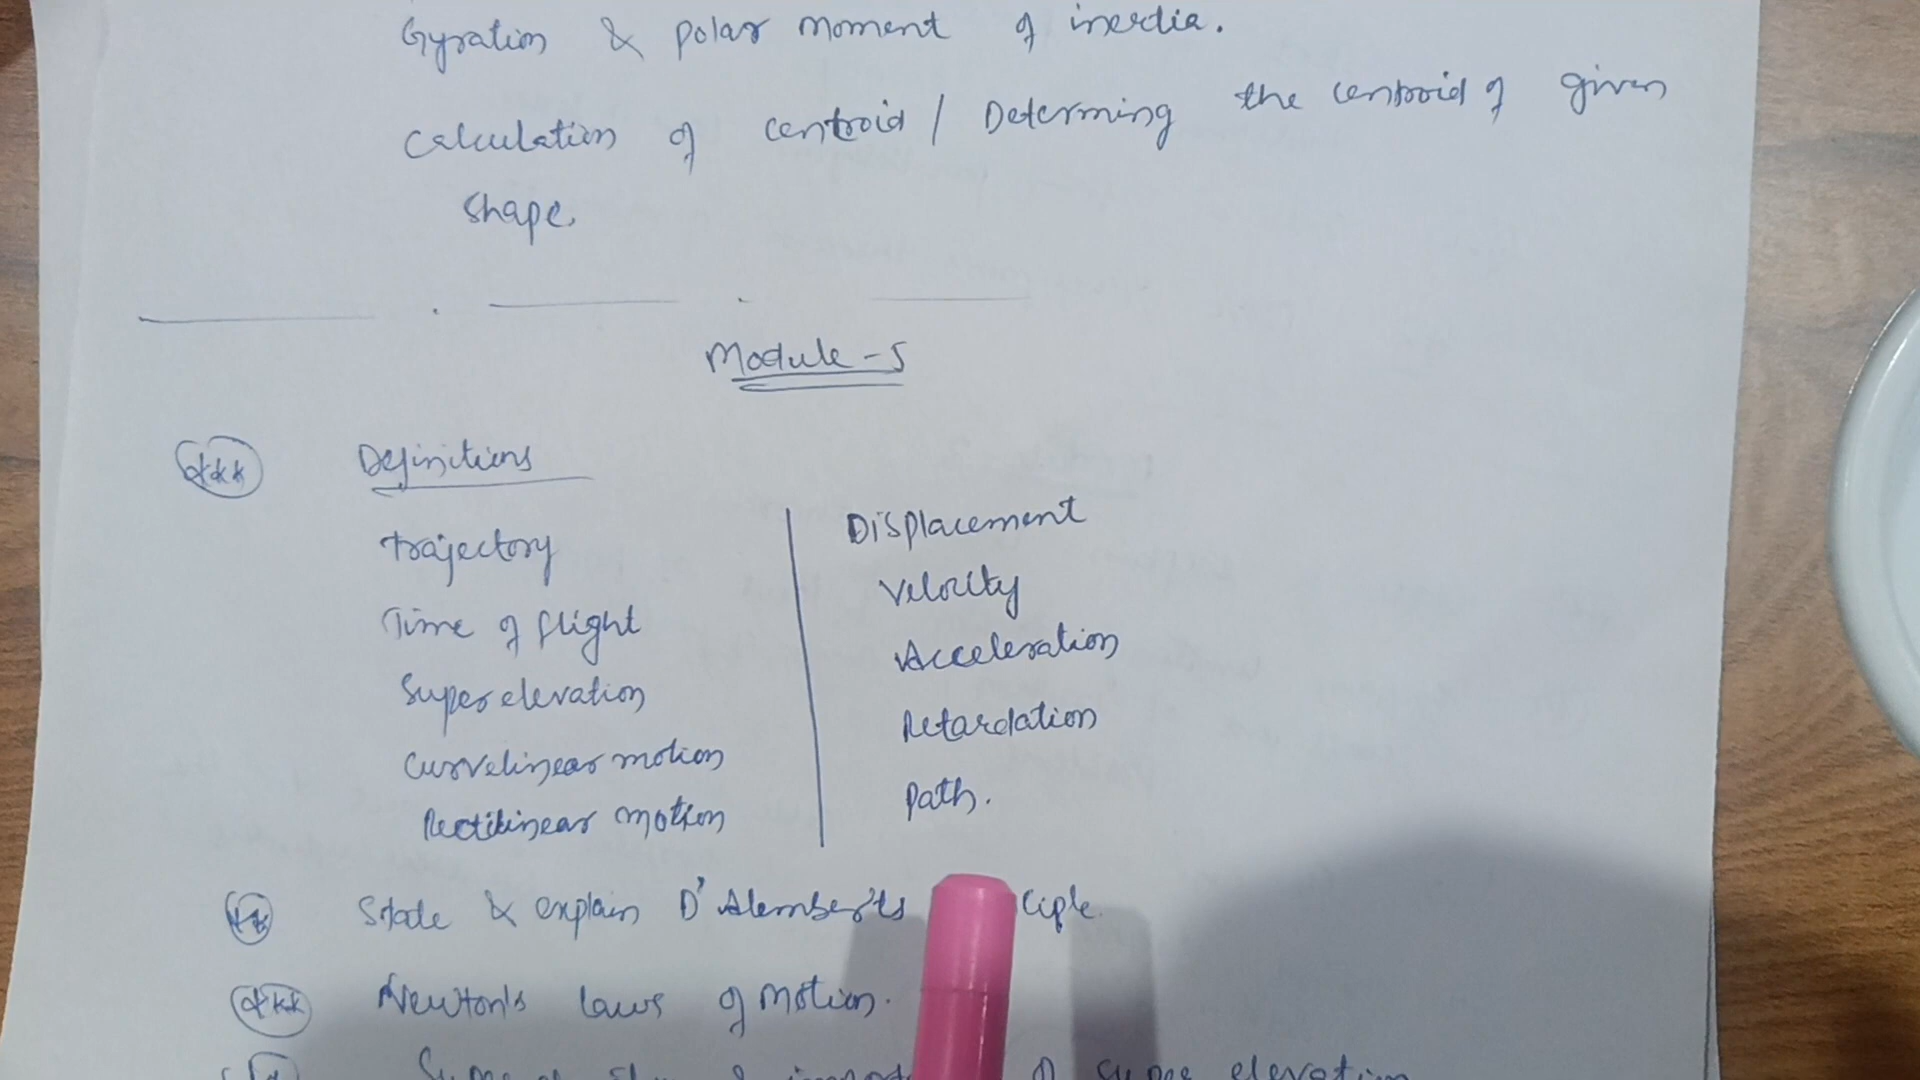 Gyration & polar moment of inertia.
Calculation of centroid / Determing the centroid of given
shape.
Module-5
*** Definitions
Trajectory
Time of flight
Super elevation
Curvelinear motion
Rectilinear motion
Displacement
Velocity
Acceleration
Retardation
Path.
** State & explain D'Alembert's ciple.
*** Newton's laws of motion.
super elevation